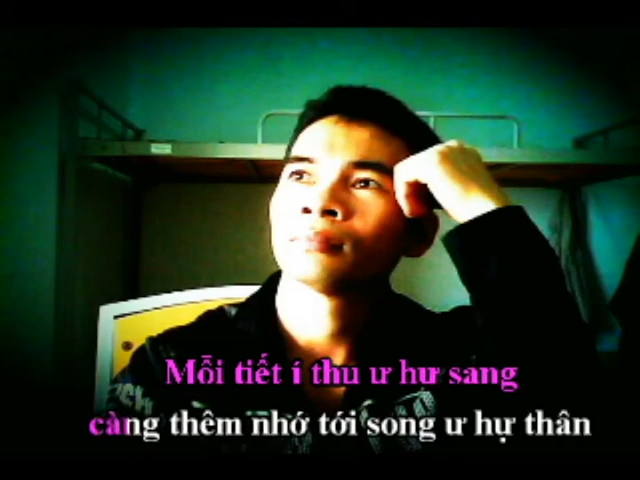 Mỗi tiết í thu ư hư sang
càng thêm nhớ tới song ư hự thân